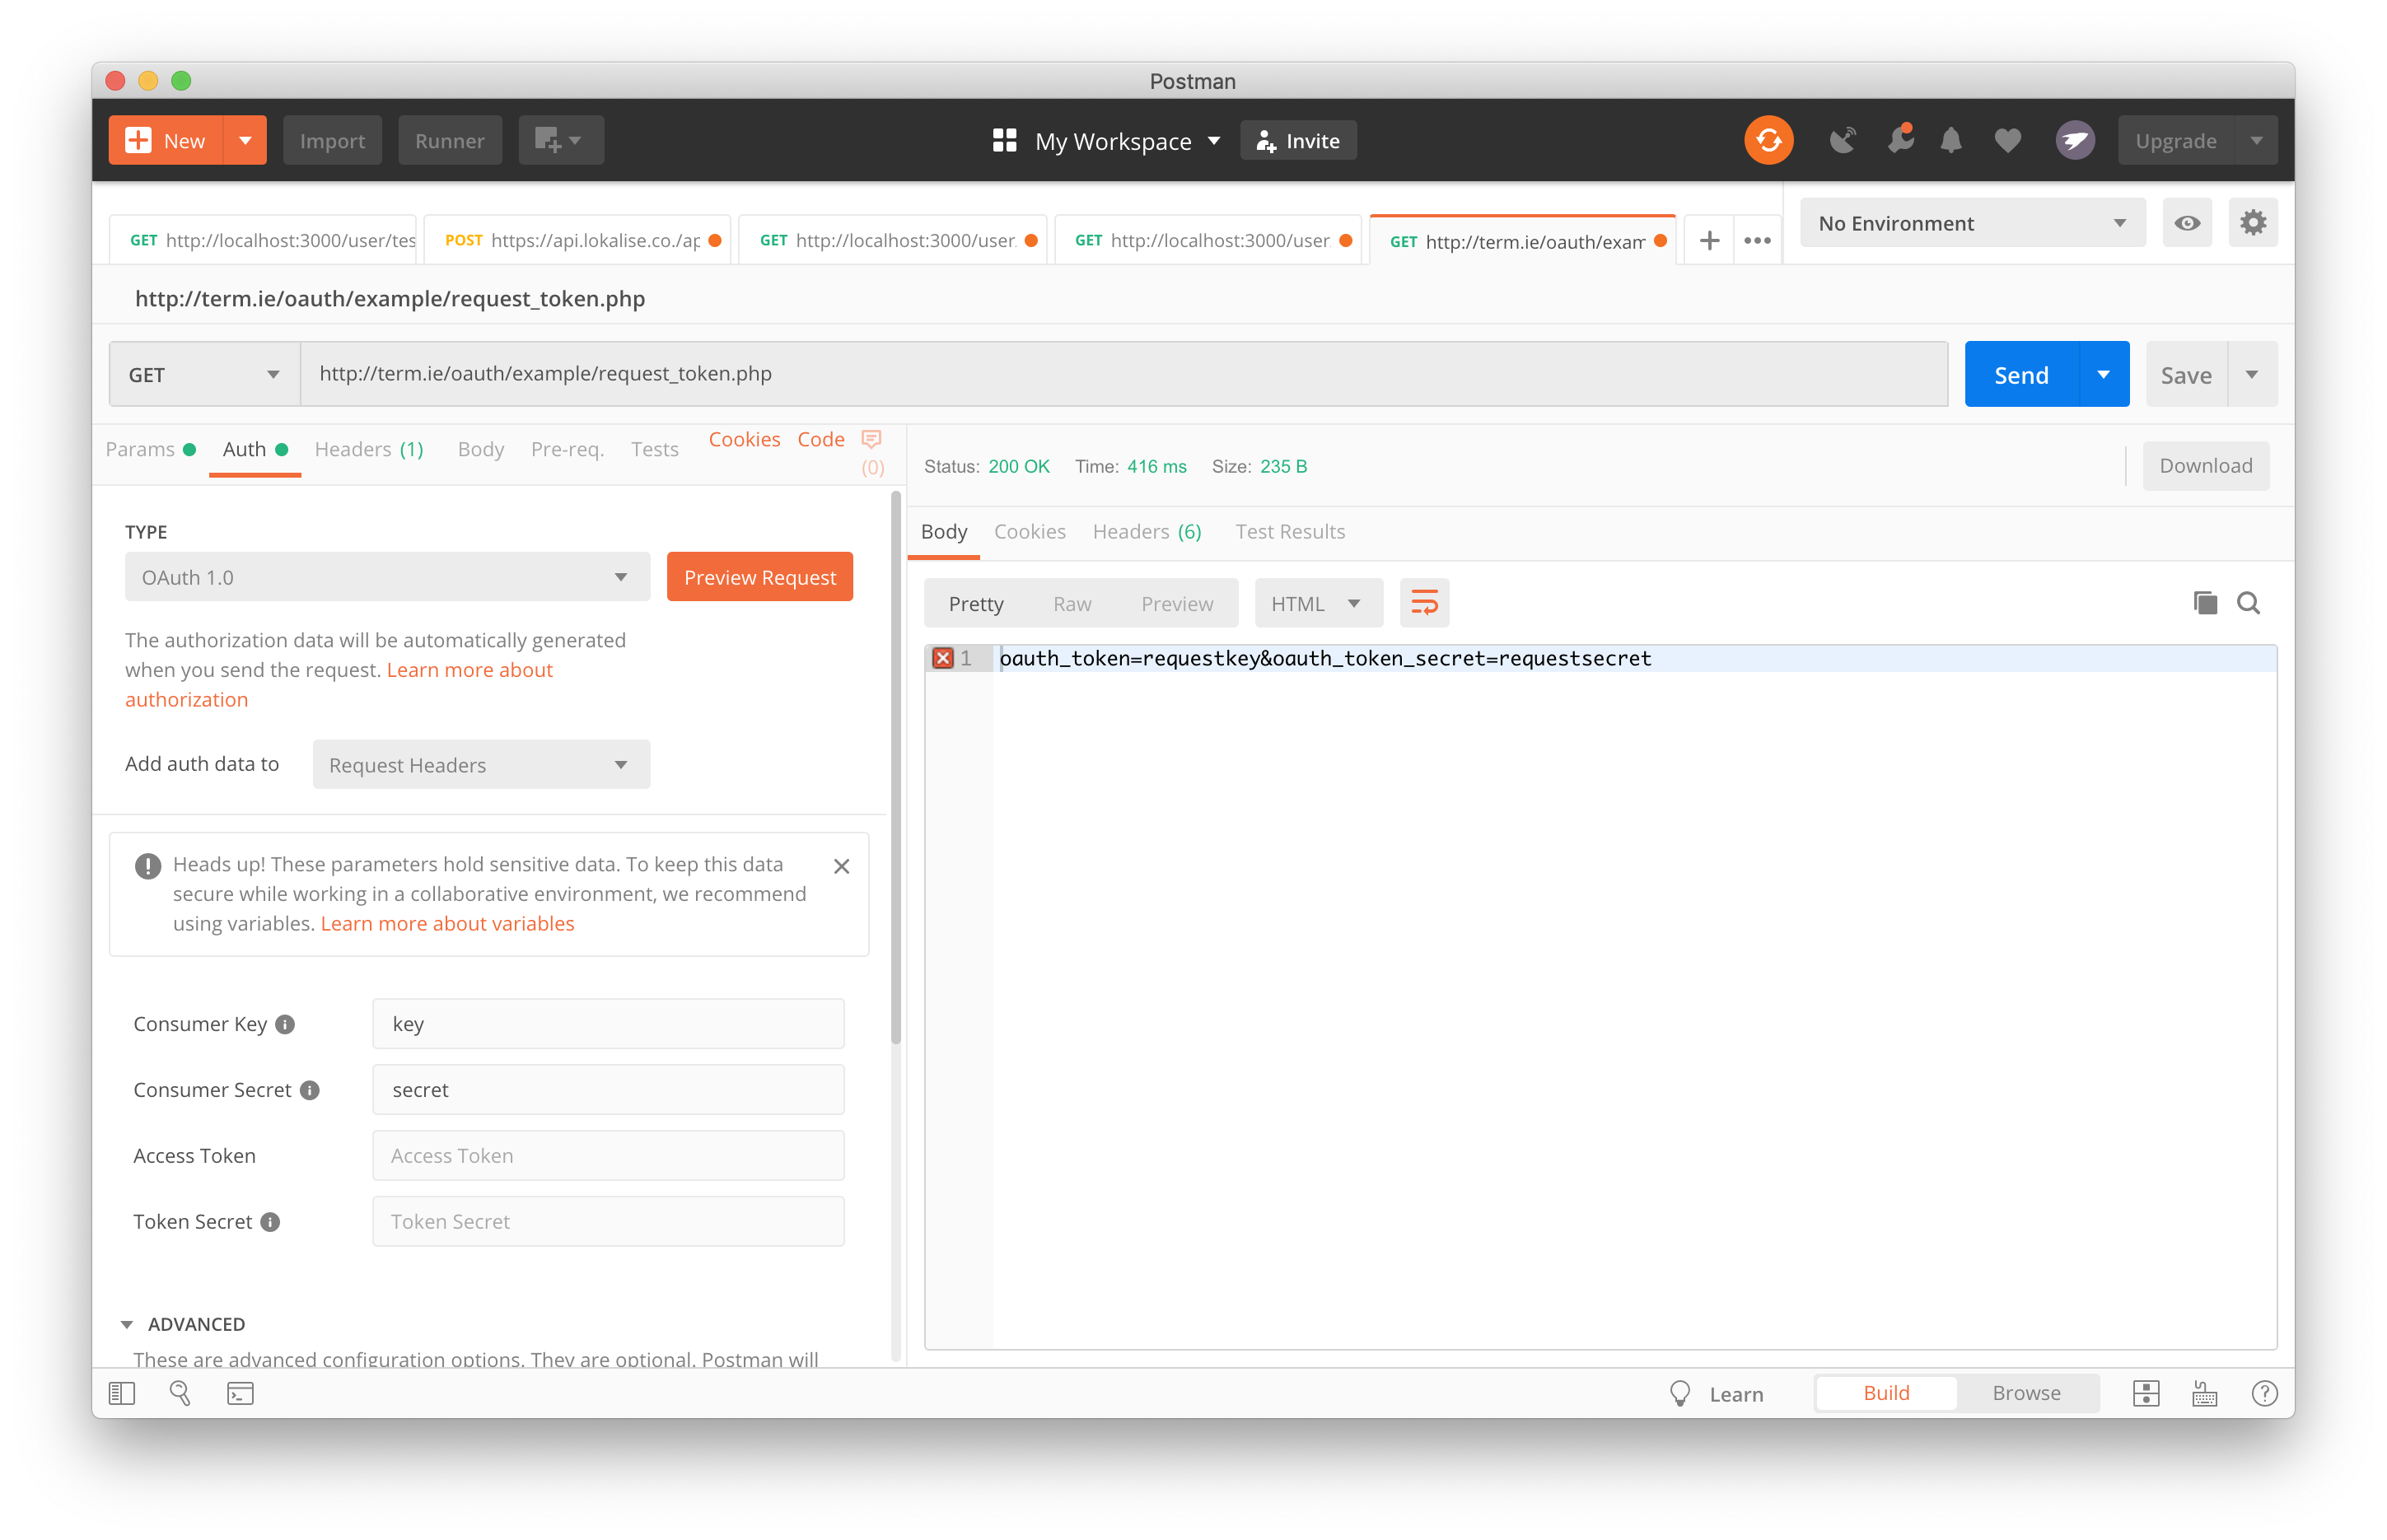 Postman
New
Import
Runner
My Workspace
Invite
Upgrade
GET http://localhost:3000/user/tes
POST https://api.lokalise.co./ap
GET http://localhost:3000/user.
GET http://localhost:3000/user
GET http://term.ie/oauth/exam
No Environment
http://term.ie/oauth/example/request_token.php
GET
http://term.ie/oauth/example/request_token.php
Send
Save
Params
Auth
Headers (1)
Body
Pre-req.
Tests
Cookies
Code
(0)
Status: 200 OK
Time: 416 ms
Size: 235 B
Download
Body
Cookies
Headers (6)
Test Results
TYPE
OAuth 1.0
Preview Request
The authorization data will be automatically generated
when you send the request. Learn more about
authorization
Add auth data to
Request Headers
Pretty
Raw
Preview
HTML
1
oauth_token=requestkey&oauth_token_secret=requestsecret
Heads up! These parameters hold sensitive data. To keep this data
secure while working in a collaborative environment, we recommend
using variables. Learn more about variables
Consumer Key
key
Consumer Secret
secret
Access Token
Access Token
Token Secret
Token Secret
ADVANCED
These are advanced configuration options. They are optional. Postman will
Learn
Build
Browse